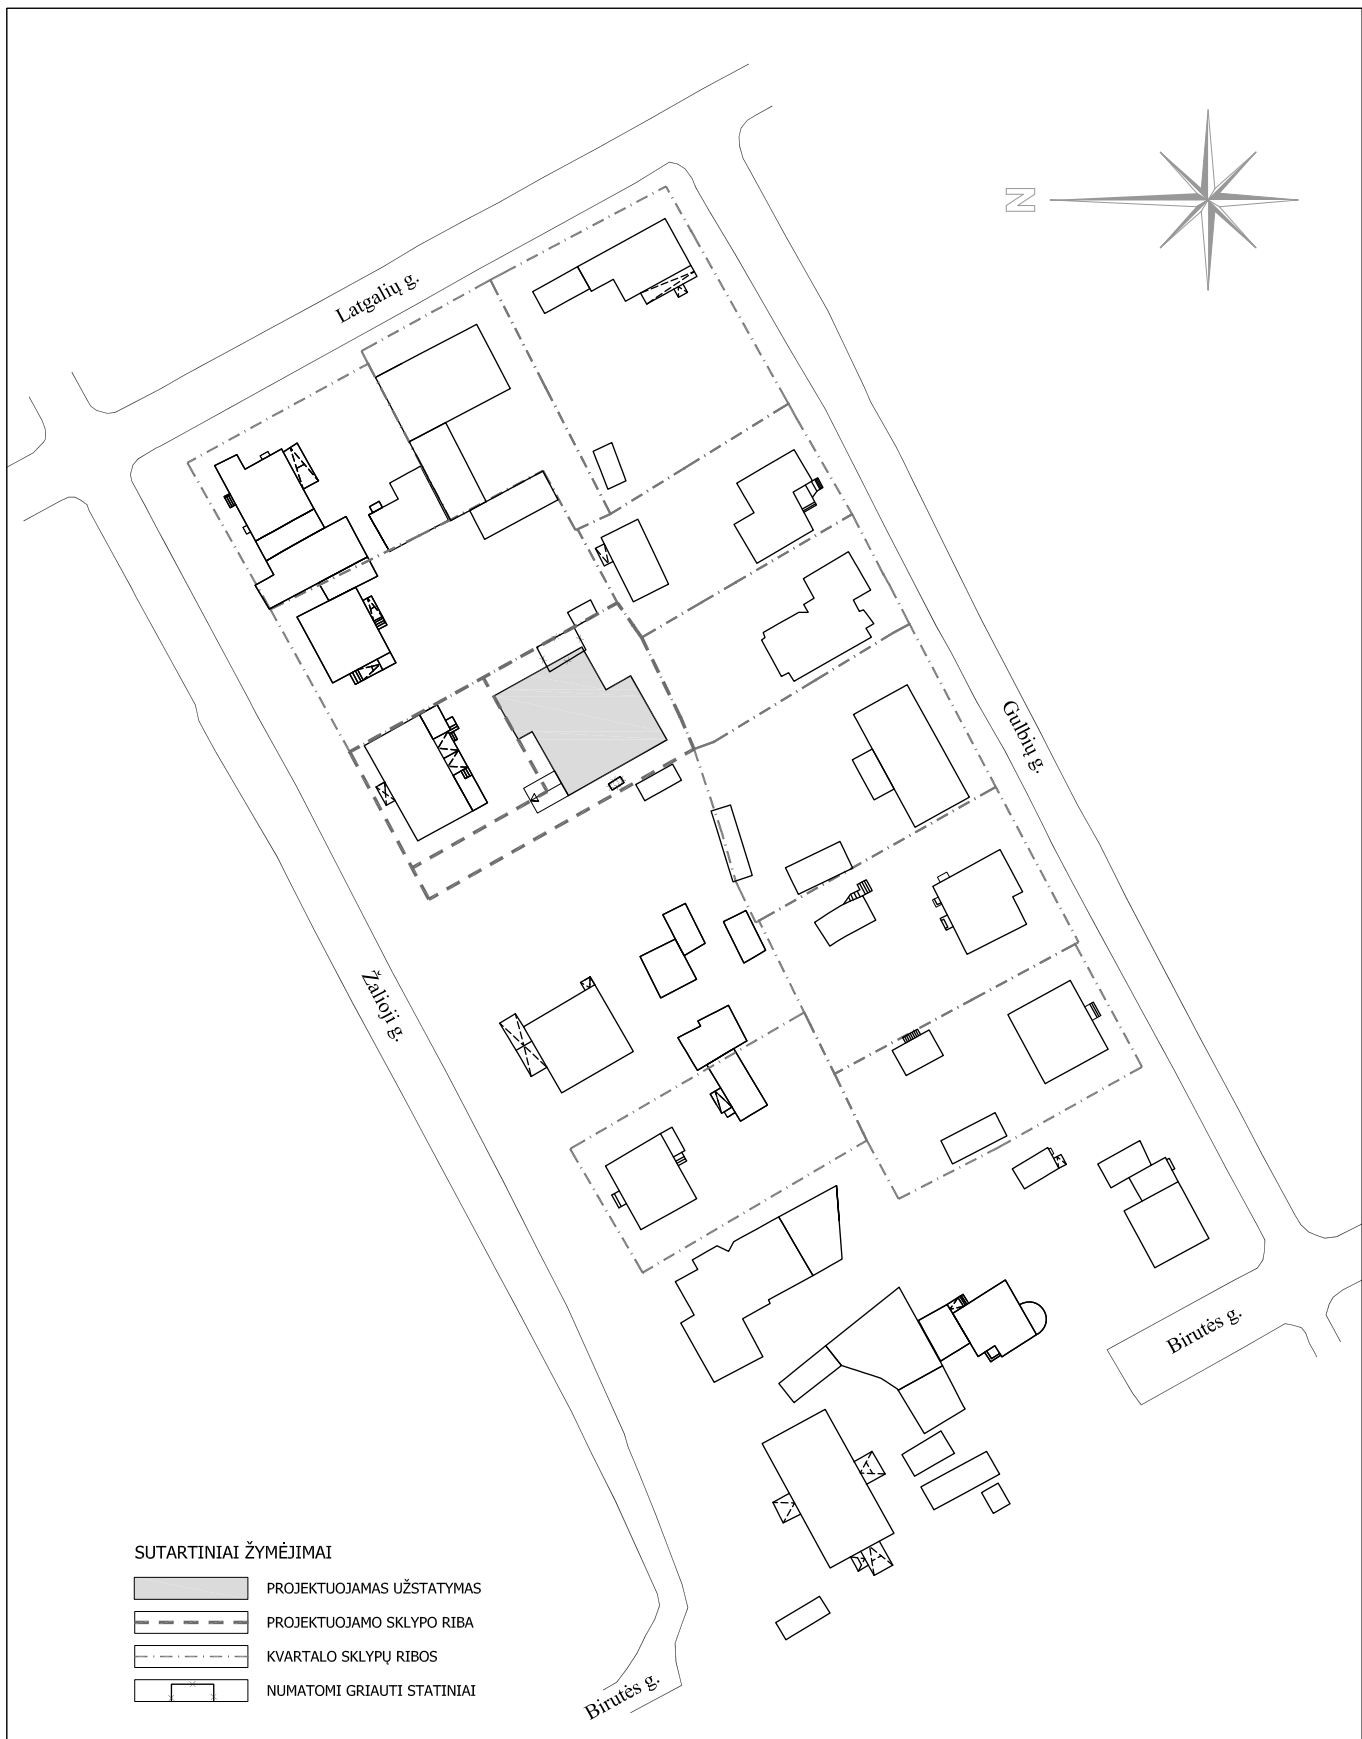 N
Latgalių g.
Gulbių g.
Žalioji g.
Birutės g.
SUTARTINIAI ŽYMĖJIMAI
PROJEKTUOJAMAS UŽSTATYMAS
PROJEKTUOJAMO SKLYPO RIBA
KVARTALO SKLYPŲ RIBOS
NUMATOMI GRIAUTI STATINIAI
Birutės g.